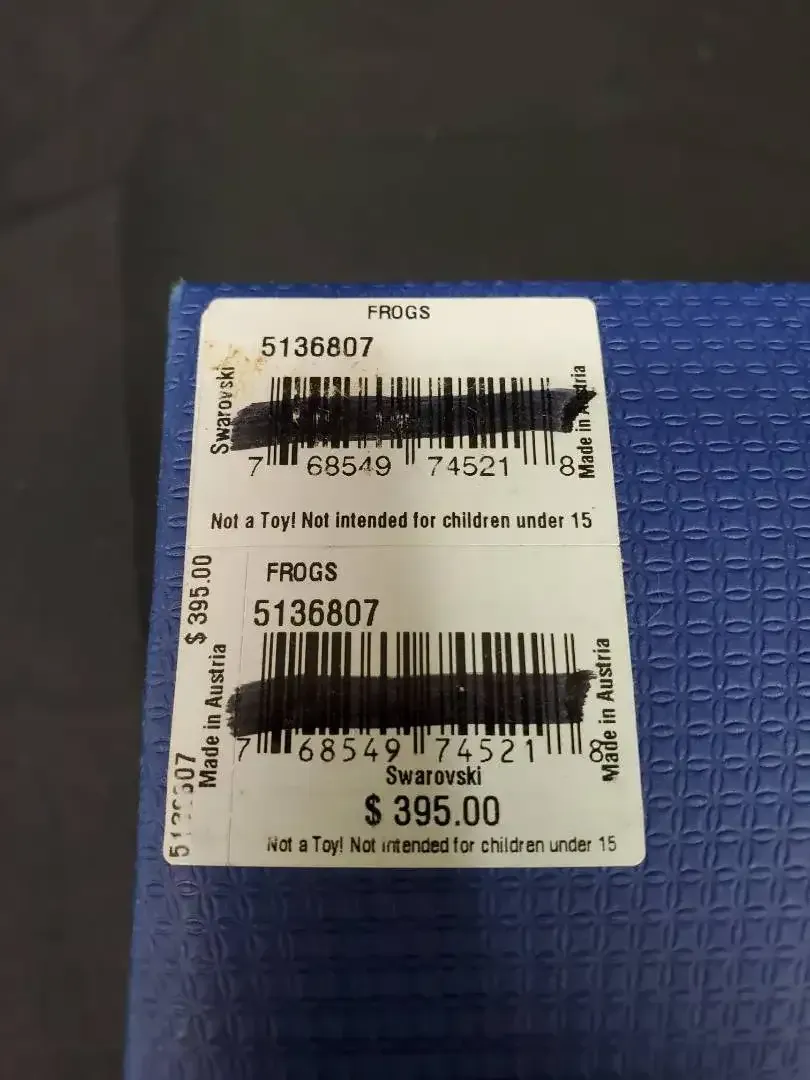 FROGS
5136807
Swarovski
Made in Austria
7 68549 74521 8
Not a Toy! Not intended for children under 15
$ 395.00
Made in Austria
FROGS
5136807
7 68549 74521 8
Made in Austria
Swarovski
$ 395.00
Not a Toy! Not intended for children under 15